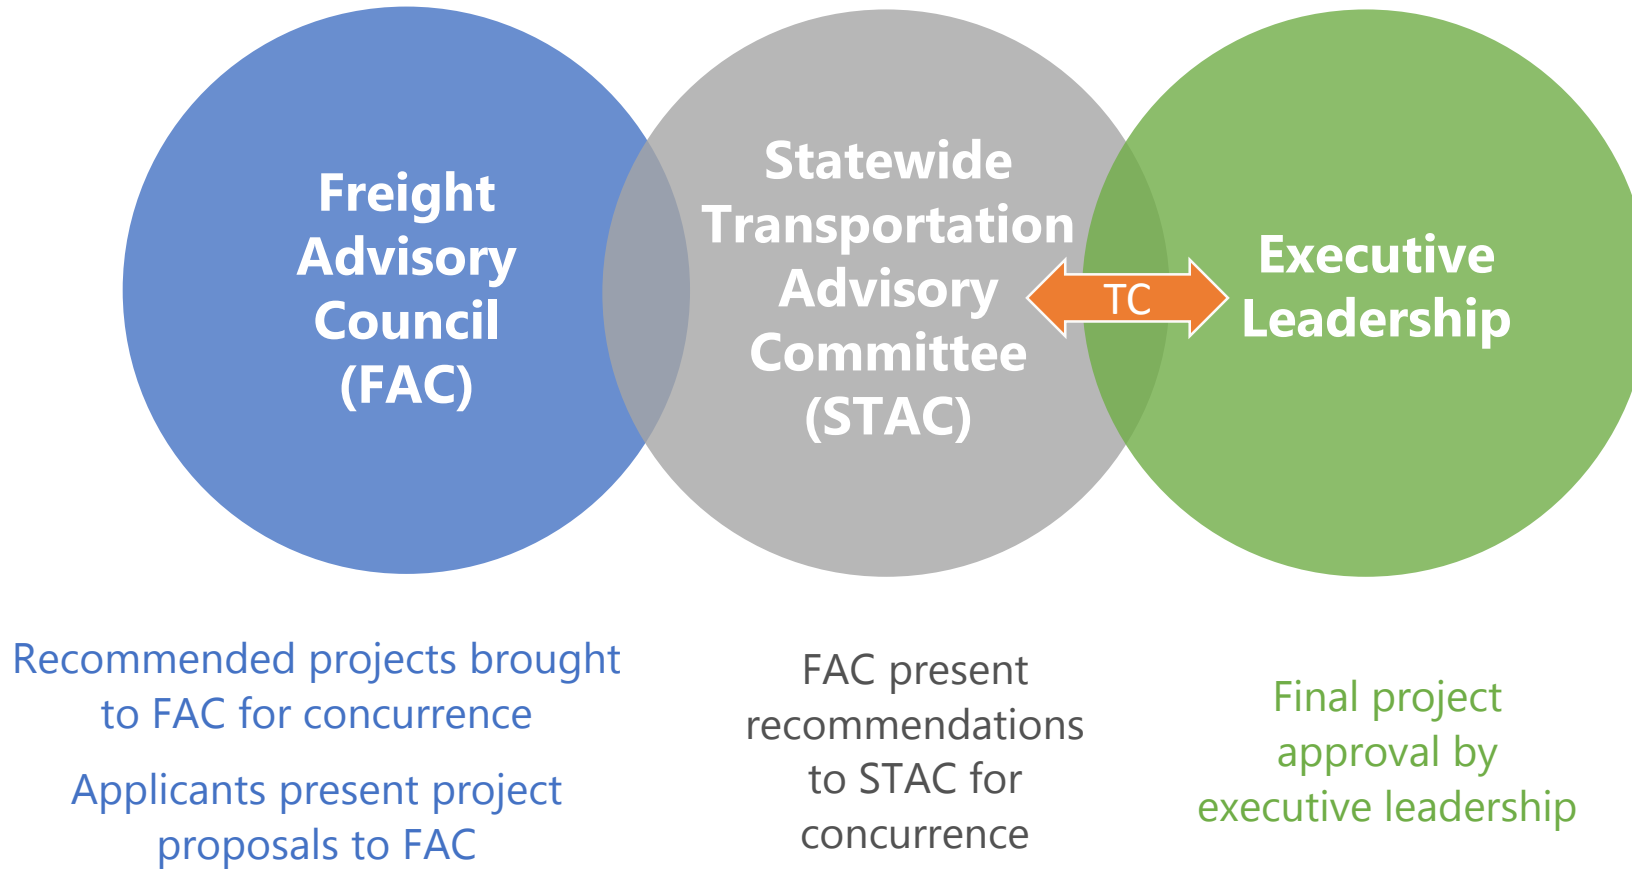 Freight
Advisory
Council
(FAC)
Statewide
Transportation
Advisory
Committee
(STAC)
TC
Executive
Leadership
Recommended projects brought
to FAC for concurrence
Applicants present project
proposals to FAC
FAC present
recommendations
to STAC for
concurrence
Final project
approval by
executive leadership